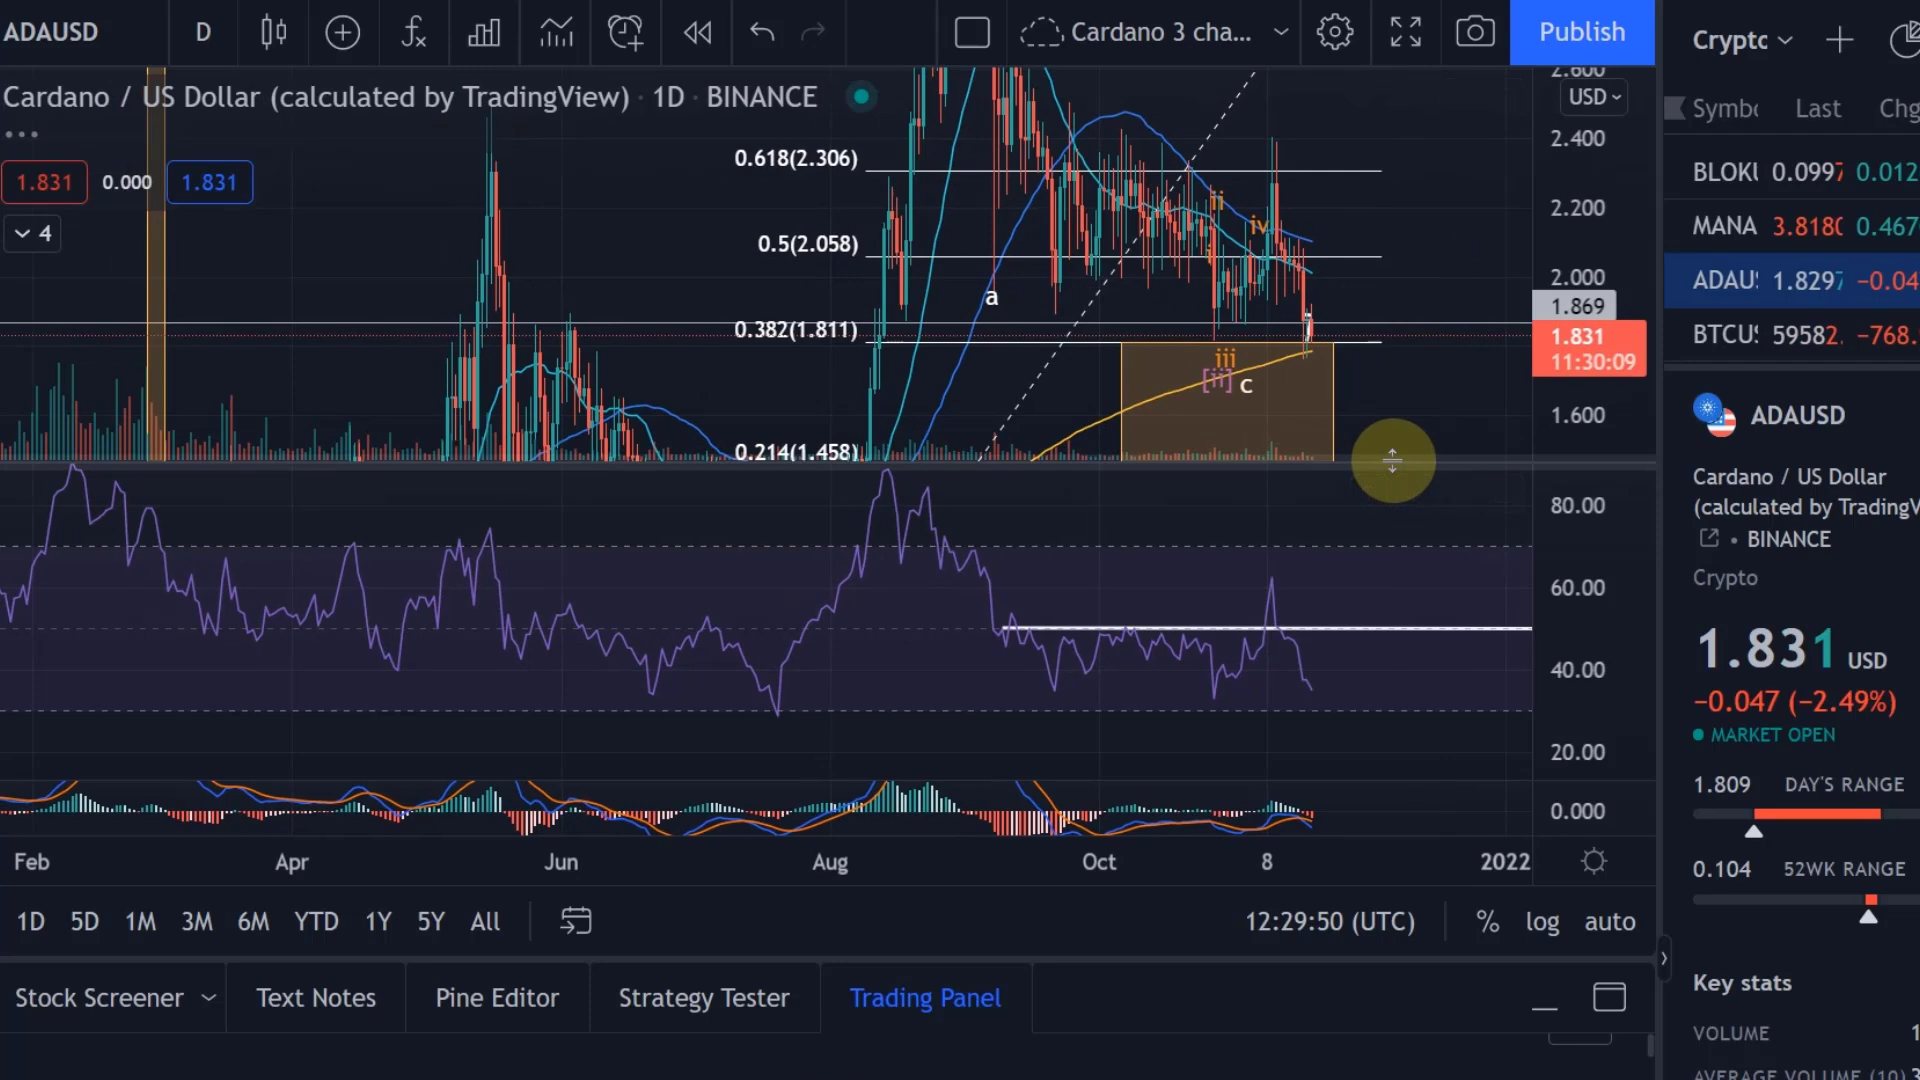 ADAUSD
D
Cardano 3 cha...
Publish
Crypto
Cardano / US Dollar (calculated by TradingView) · 1D · BINANCE
USD
Last
Chg
1.831
0.000
1.831
4
2.400
2.200
2.000
1.869
1.831
11:30:09
1.600
0.618(2.306)
0.5(2.058)
0.382(1.811)
0.214(1.458)
a
ii
i
iv
iii
[ii]
c
MANA
ADAUSD
Cardano / US Dollar
(calculated by TradingV
BINANCE
Crypto
1.831 USD
−0.047 (−2.49%)
MARKET OPEN
1.809
DAY'S RANGE
0.104
52WK RANGE
Key stats
VOLUME
AVERAGE VOLUME (10)
80.00
60.00
40.00
20.00
0.000
Feb
Apr
Jun
Aug
Oct
8
2022
1D
5D
1M
3M
6M
YTD
1Y
5Y
All
12:29:50 (UTC)
%
log
auto
Stock Screener
Text Notes
Pine Editor
Strategy Tester
Trading Panel